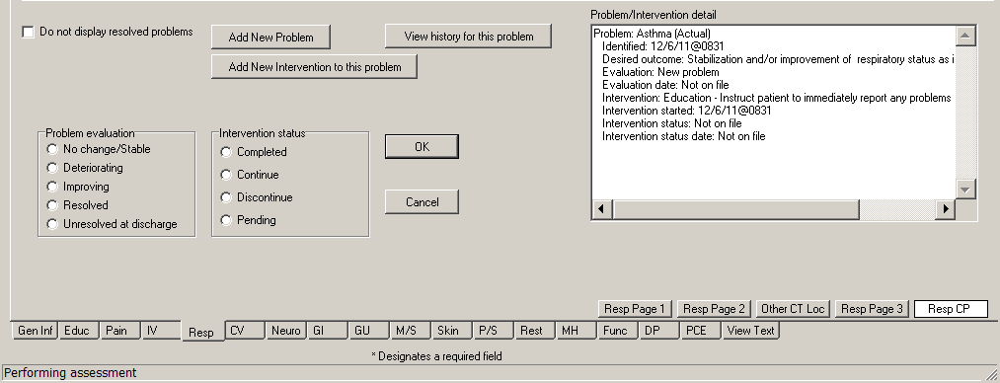 Do not display resolved problems
Add New Problem
View history for this problem
Add New Intervention to this problem
Problem/Intervention detail
Problem: Asthma (Actual)
Identified: 12/6/11@0831
Desired outcome: Stabilization and/or improvement of respiratory status as i
Evaluation: New problem
Evaluation date: Not on file
Intervention: Education - Instruct patient to immediately report any problems
Intervention started: 12/6/11@0831
Intervention status: Not on file
Intervention status date: Not on file
Problem evaluation
No change/Stable
Deteriorating
Improving
Resolved
Unresolved at discharge
Intervention status
Completed
Continue
Discontinue
Pending
OK
Cancel
Resp Page 1 Resp Page 2 Other CT Loc Resp Page 3 Resp CP
Gen Inf Educ Pain IV Resp CV Neuro GI GU M/S Skin P/S Rest MH Func DP PCE View Text
* Designates a required field
Performing assessment